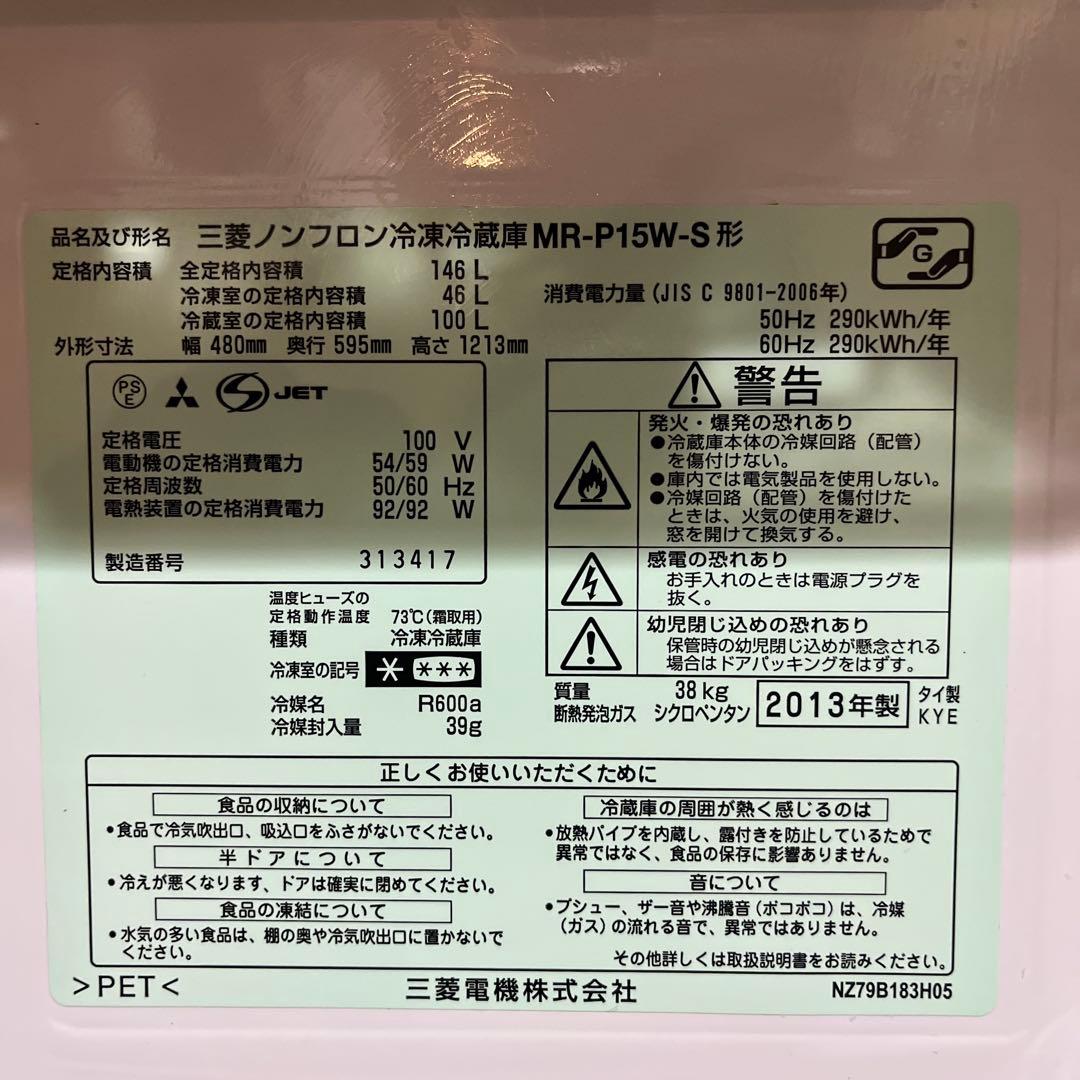 品名及び形名 三菱ノンフロン冷凍冷蔵庫 MR-P15W-S 形
定格内容積 全定格内容積 146 L
冷凍室の定格内容積 46 L
冷蔵室の定格内容積 100 L
外形寸法 幅 480mm 奥行 595mm 高さ 1213mm
G
消費電力量 (JIS C 9801-2006年)
50Hz 290kWh/年
60Hz 290kWh/年
PSE JET
定格電圧 100 V
電動機の定格消費電力 54/59 W
定格周波数 50/60 Hz
電熱装置の定格消費電力 92/92 W
製造番号 313417
温度ヒューズの
定格動作温度 73℃(霜取用)
種類 冷凍冷蔵庫
冷凍室の記号 * ***
冷媒名 R600a
冷媒封入量 39g
警告
発火・爆発の恐れあり
●冷蔵庫本体の冷媒回路(配管)
を傷付けない。
●庫内では電気製品を使用しない。
●冷媒回路(配管)を傷付けた
ときは、火気の使用を避け、
窓を開けて換気する。
感電の恐れあり
お手入れのときは電源プラグを
抜く。
幼児閉じ込めの恐れあり
保管時の幼児閉じ込めが懸念される
場合はドアパッキングをはずす。
質量 38kg
断熱発泡ガス シクロペンタン
2013年製
タイ製
KYE
正しくお使いいただくために
食品の収納について
•食品で冷気吹出口、吸込口をふさがないでください。
半ドアについて
•冷えが悪くなります、ドアは確実に閉めてください。
食品の凍結について
•水気の多い食品は、棚の奥や冷気吹出口に置かないで
ください。
冷蔵庫の周囲が熱く感じるのは
•放熱パイプを内蔵し、露付きを防止しているためで
異常ではなく、食品の保存に影響ありません。
音について
•プシュー、ザー音や沸騰音(ポコポコ)は、冷媒
(ガス)の流れる音で、異常ではありません。
その他詳しくは取扱説明書をお読みください。
>PET<
三菱電機株式会社
NZ79B183H05